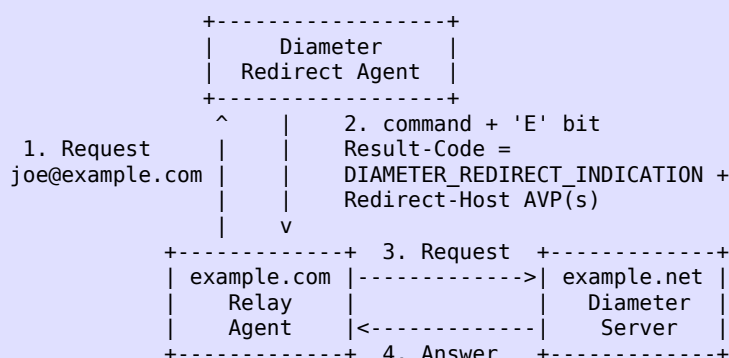 +------------------+
|     Diameter     |
|  Redirect Agent  |
+------------------+
^    |    2. command + 'E' bit
1. Request     |    |    Result-Code =
joe@example.com |    |    DIAMETER_REDIRECT_INDICATION +
|    |    Redirect-Host AVP(s)
|    v
+-------------+  3. Request  +-------------+
| example.com |------------->| example.net |
|    Relay    |              |   Diameter  |
|    Agent    |<-------------|    Server   |
+-------------+  4. Answer   +-------------+